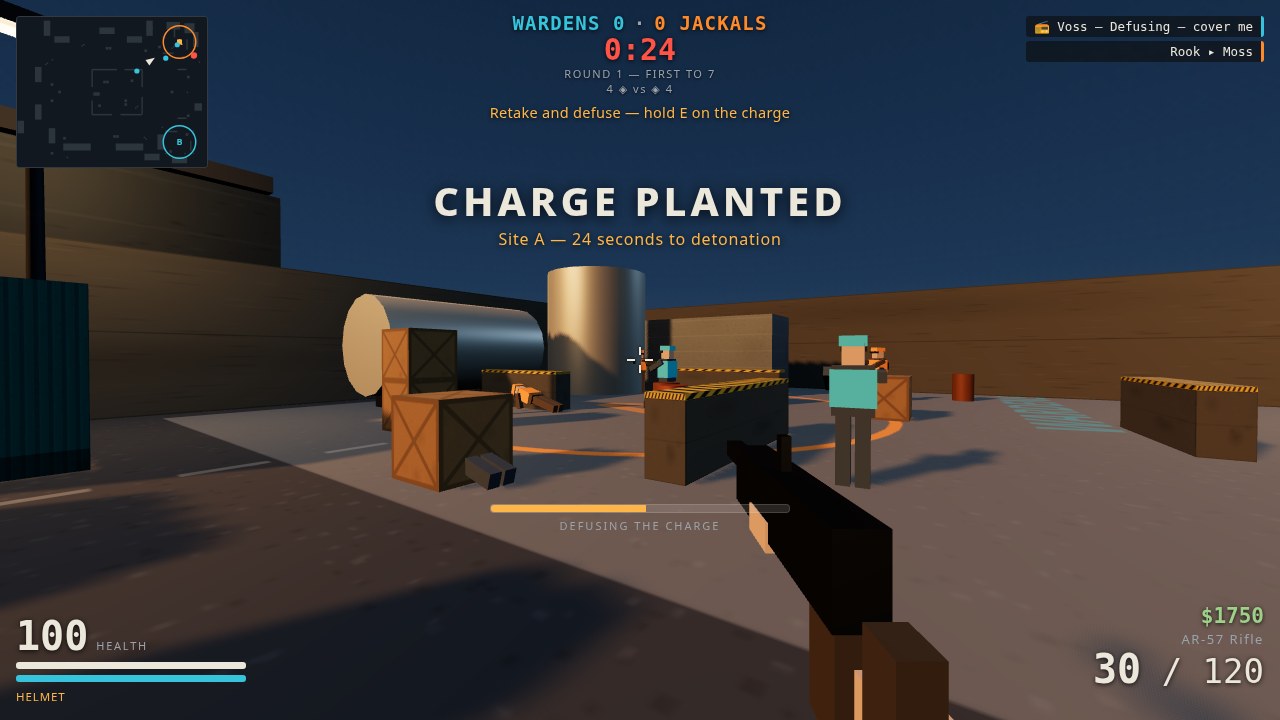 WARDENS 0 · 0 JACKALS
0:24
ROUND 1 — FIRST TO 7
4 ◈ vs ◈ 4
Retake and defuse — hold E on the charge
📻 Voss — Defusing — cover me
Rook ▸ Moss
B
CHARGE PLANTED
Site A — 24 seconds to detonation
DEFUSING THE CHARGE
100 HEALTH
HELMET
$1750
AR-57 Rifle
30 / 120